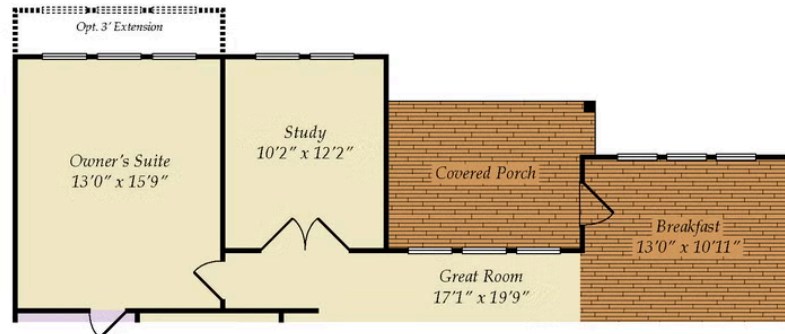 Opt. 3' Extension
Owner's Suite
13'0" x 15'9"
Study
10'2" x 12'2"
Covered Porch
Breakfast
13'0" x 10'11"
Great Room
17'1" x 19'9"